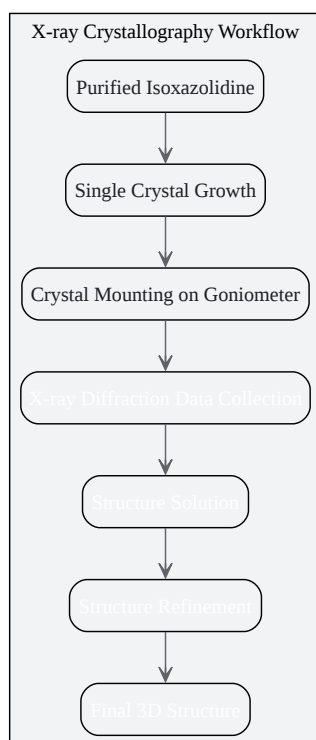 X-ray Crystallography Workflow
Purified Isoxazolidine
Single Crystal Growth
Crystal Mounting on Goniometer
X-ray Diffraction Data Collection
Structure Solution
Structure Refinement
Final 3D Structure